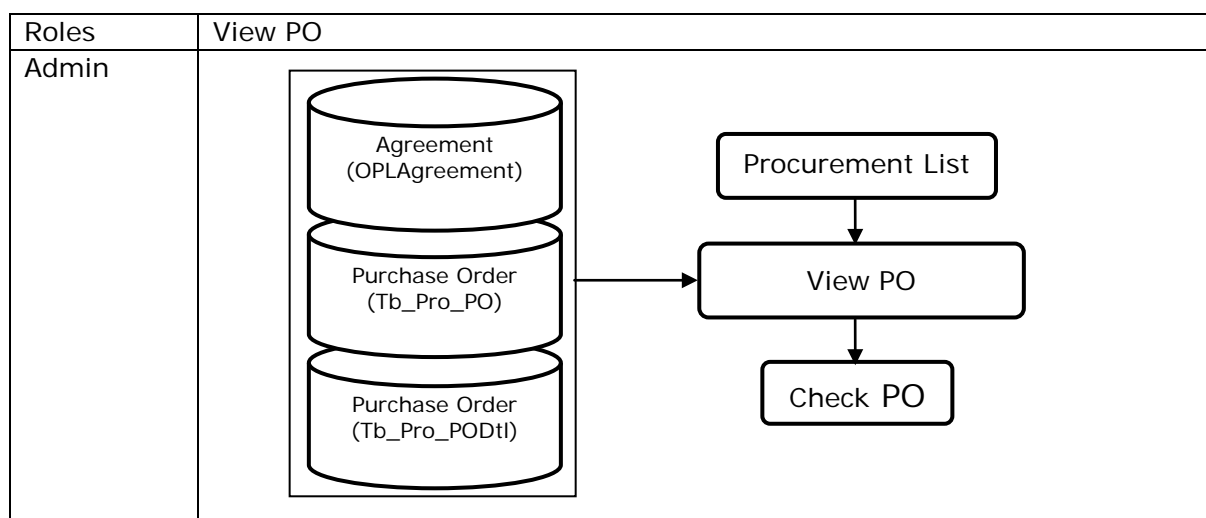 Roles
View PO
Admin
Agreement
(OPLAgreement)
Purchase Order
(Tb_Pro_PO)
Purchase Order
(Tb_Pro_PODtl)
Procurement List
View PO
Check PO